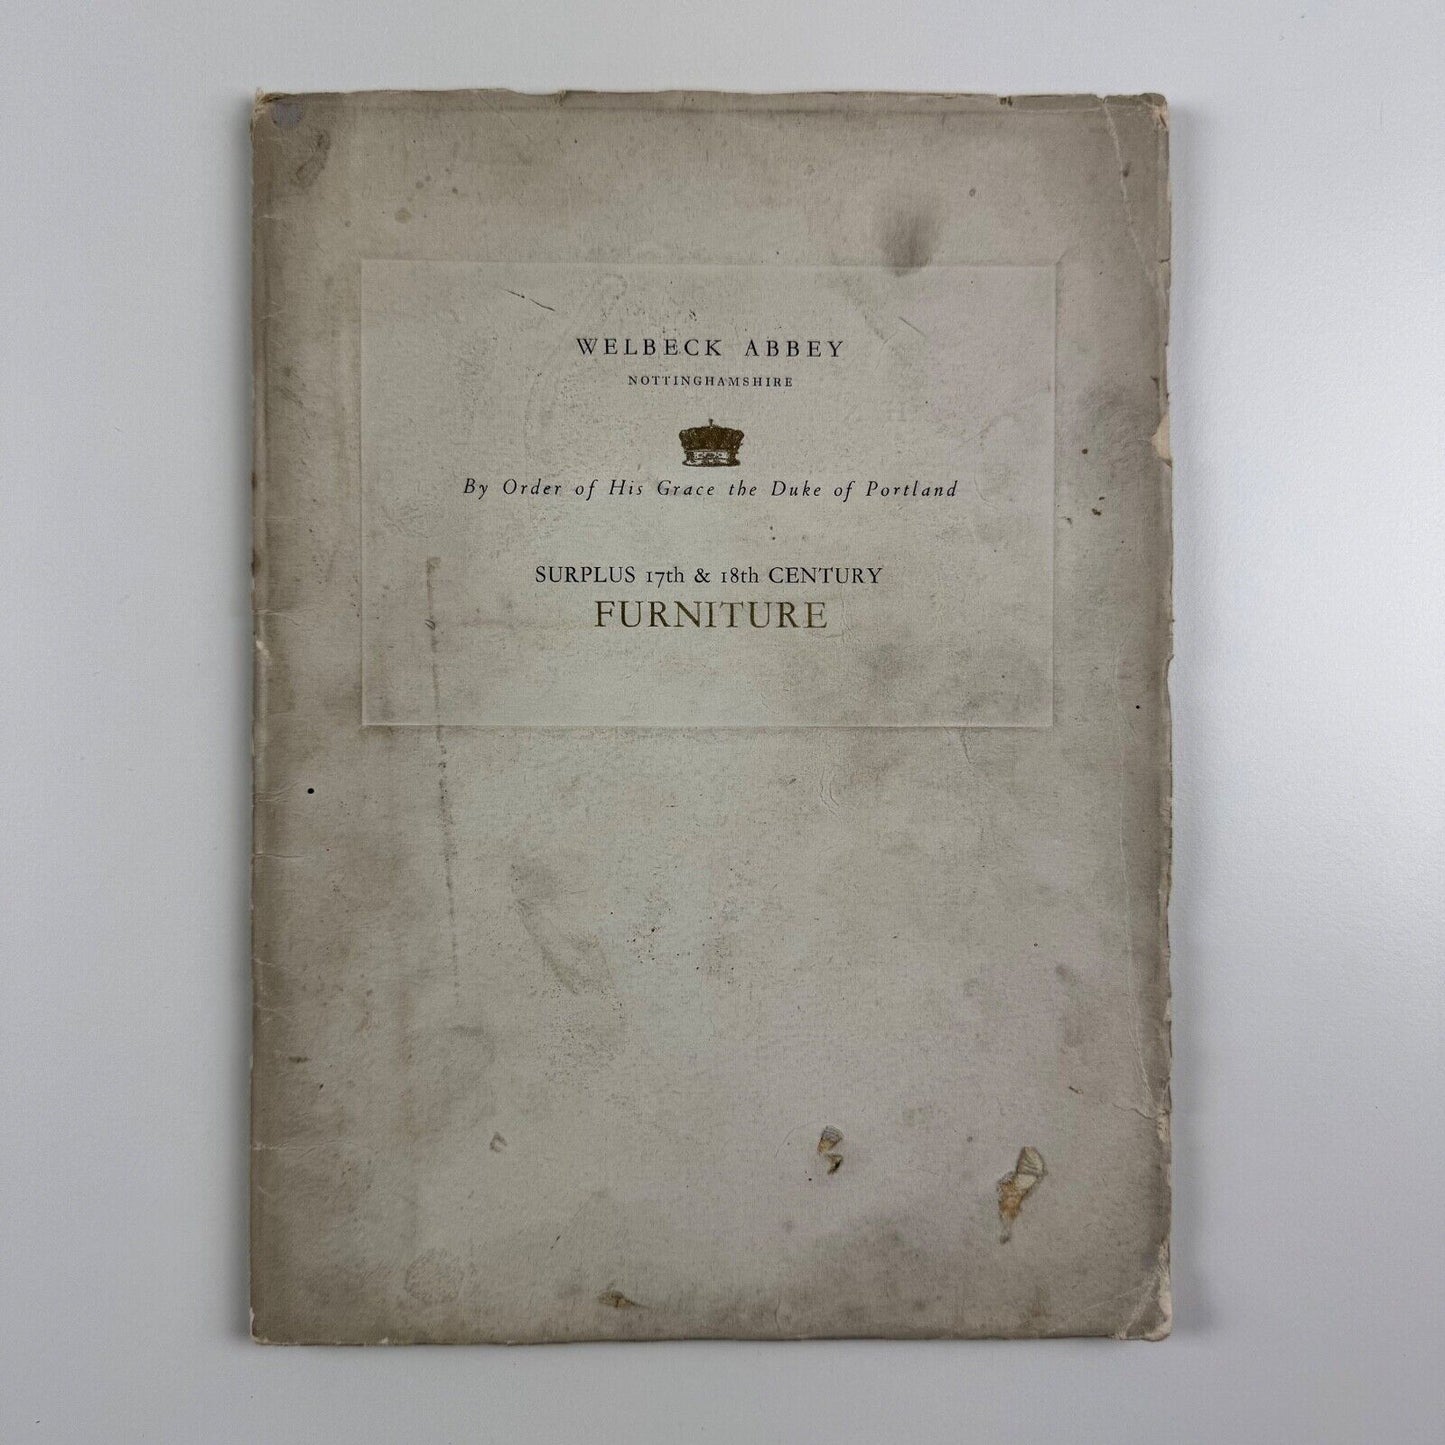 WELBECK ABBEY
NOTTINGHAMSHIRE
By Order of His Grace the Duke of Portland
SURPLUS 17th & 18th CENTURY
FURNITURE